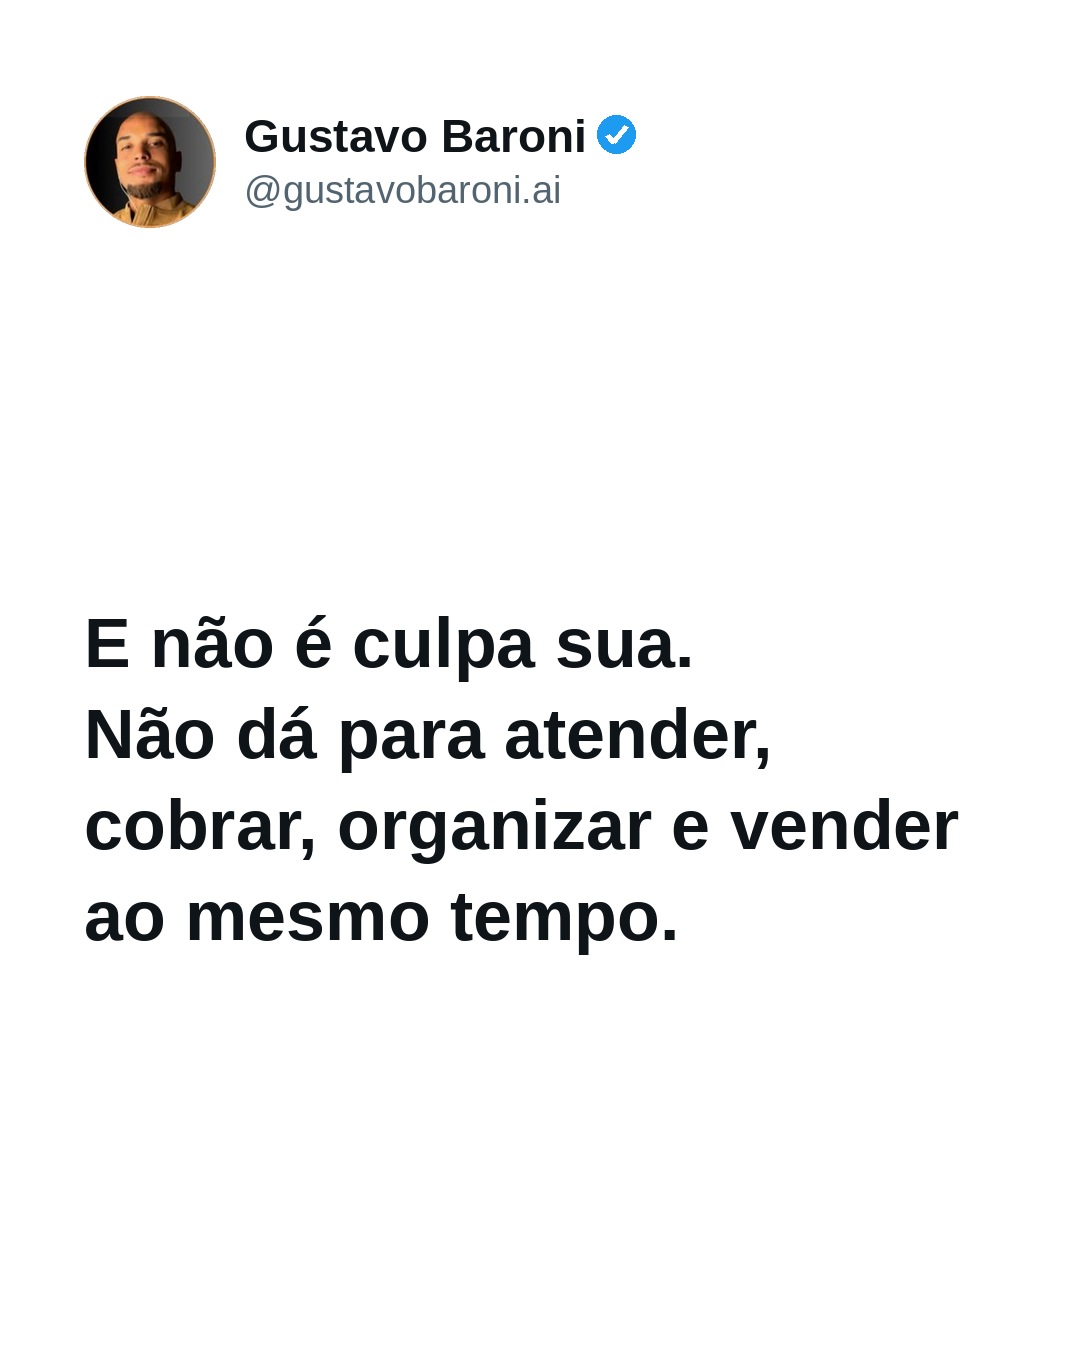 Gustavo Baroni
@gustavobaroni.ai
E não é culpa sua.
Não dá para atender,
cobrar, organizar e vender
ao mesmo tempo.